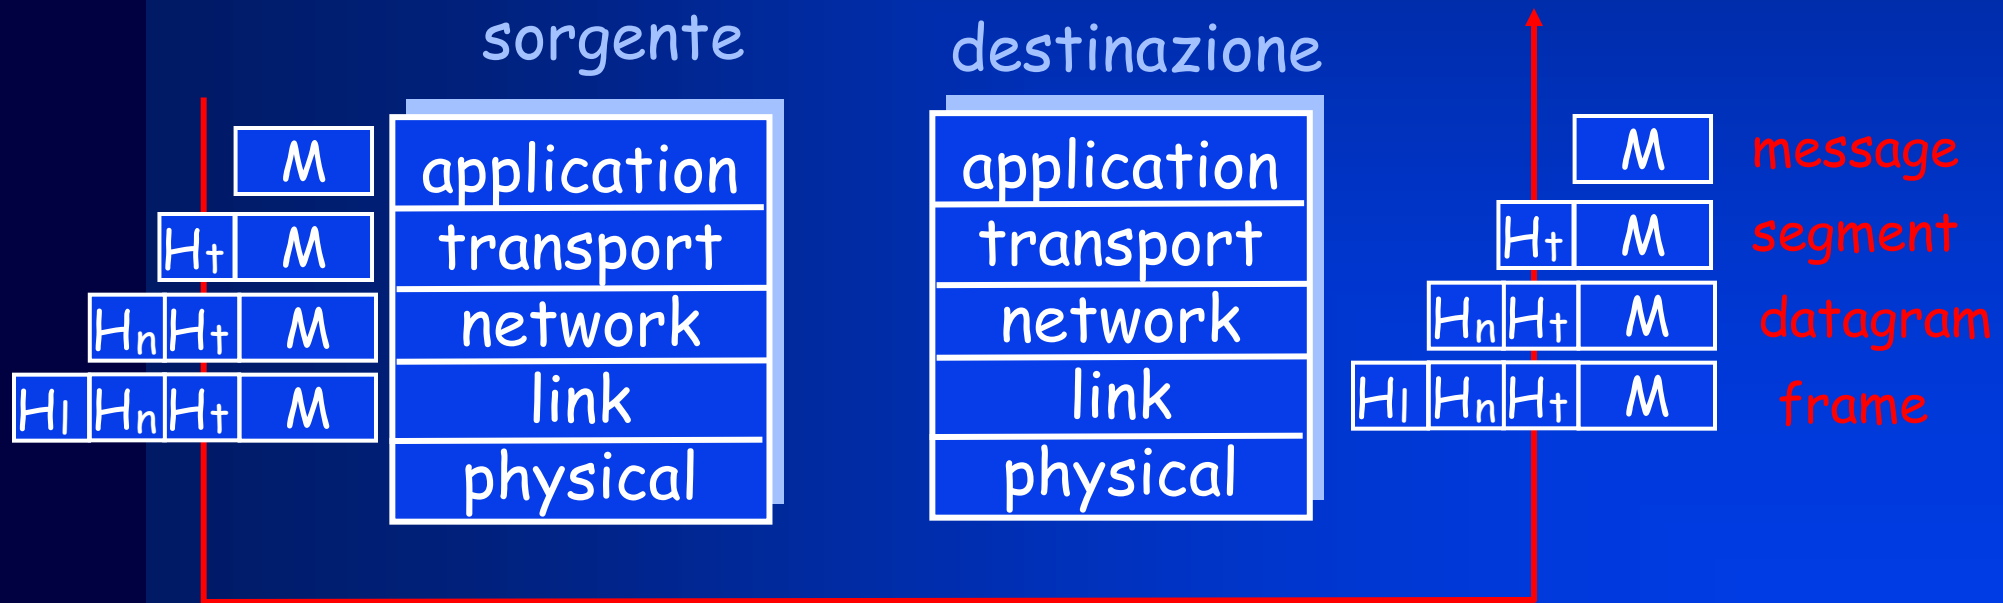 sorgente destinazione
M application application M message
Ht M transport transport Ht M segment
Hn Ht M network network Hn Ht M datagram
Hl Hn Ht M link link Hl Hn Ht M frame
physical physical